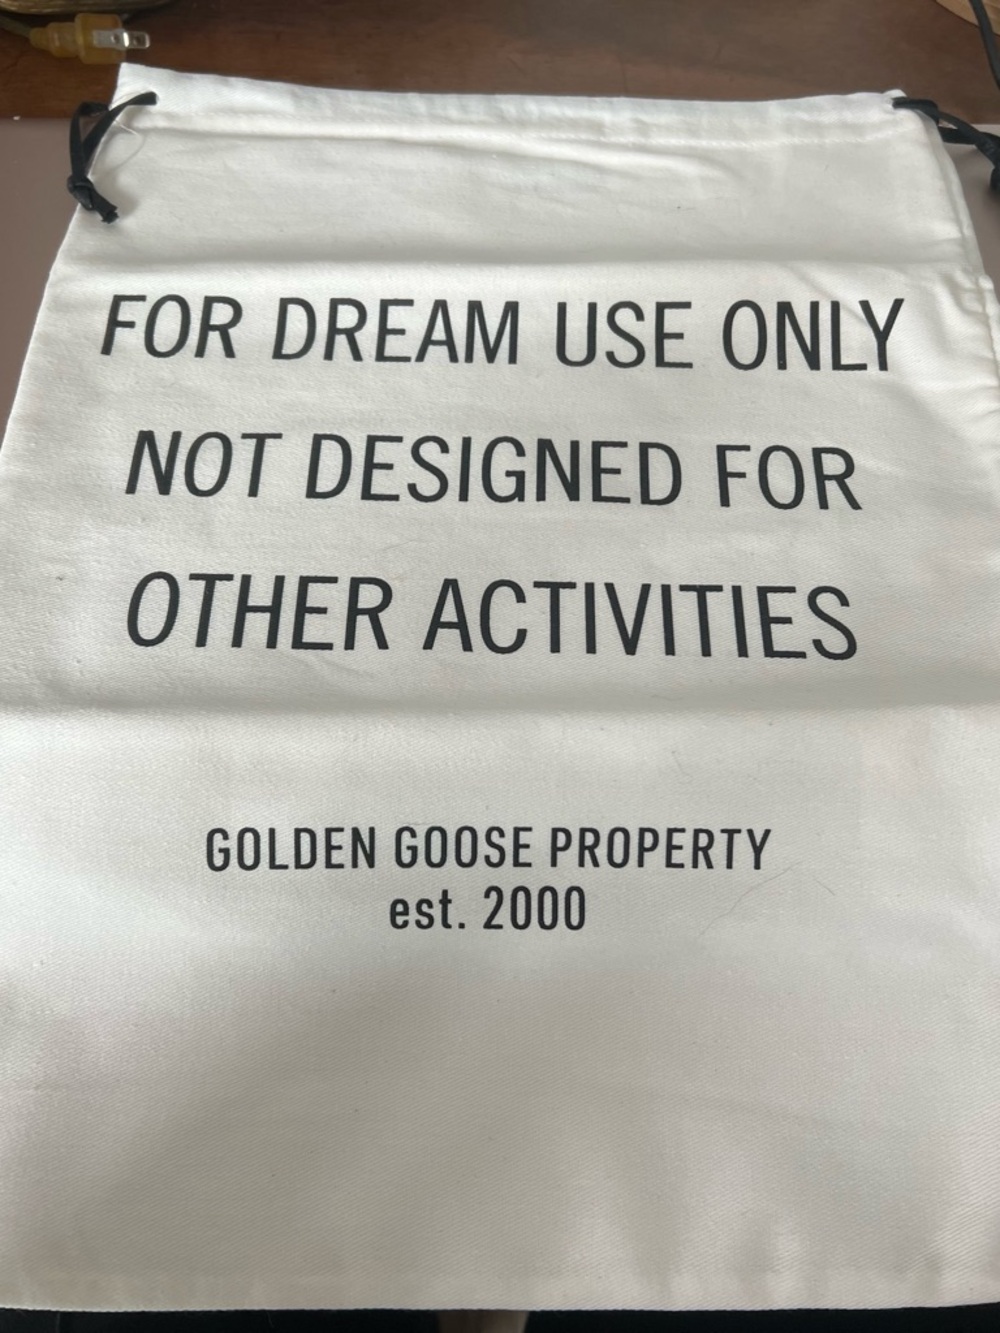 FOR DREAM USE ONLY
NOT DESIGNED FOR
OTHER ACTIVITIES
GOLDEN GOOSE PROPERTY
est. 2000